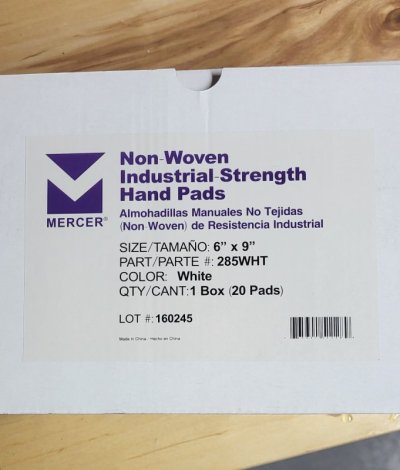 MERCER®
Non-Woven
Industrial-Strength
Hand Pads
Almohadillas Manuales No Tejidas
(Non Woven) de Resistencia Industrial
SIZE/TAMAÑO: 6" x 9"
PART/PARTE #: 285WHT
COLOR: White
QTY/CANT: 1 Box (20 Pads)
LOT #: 160245
Made in China / Hecho en China